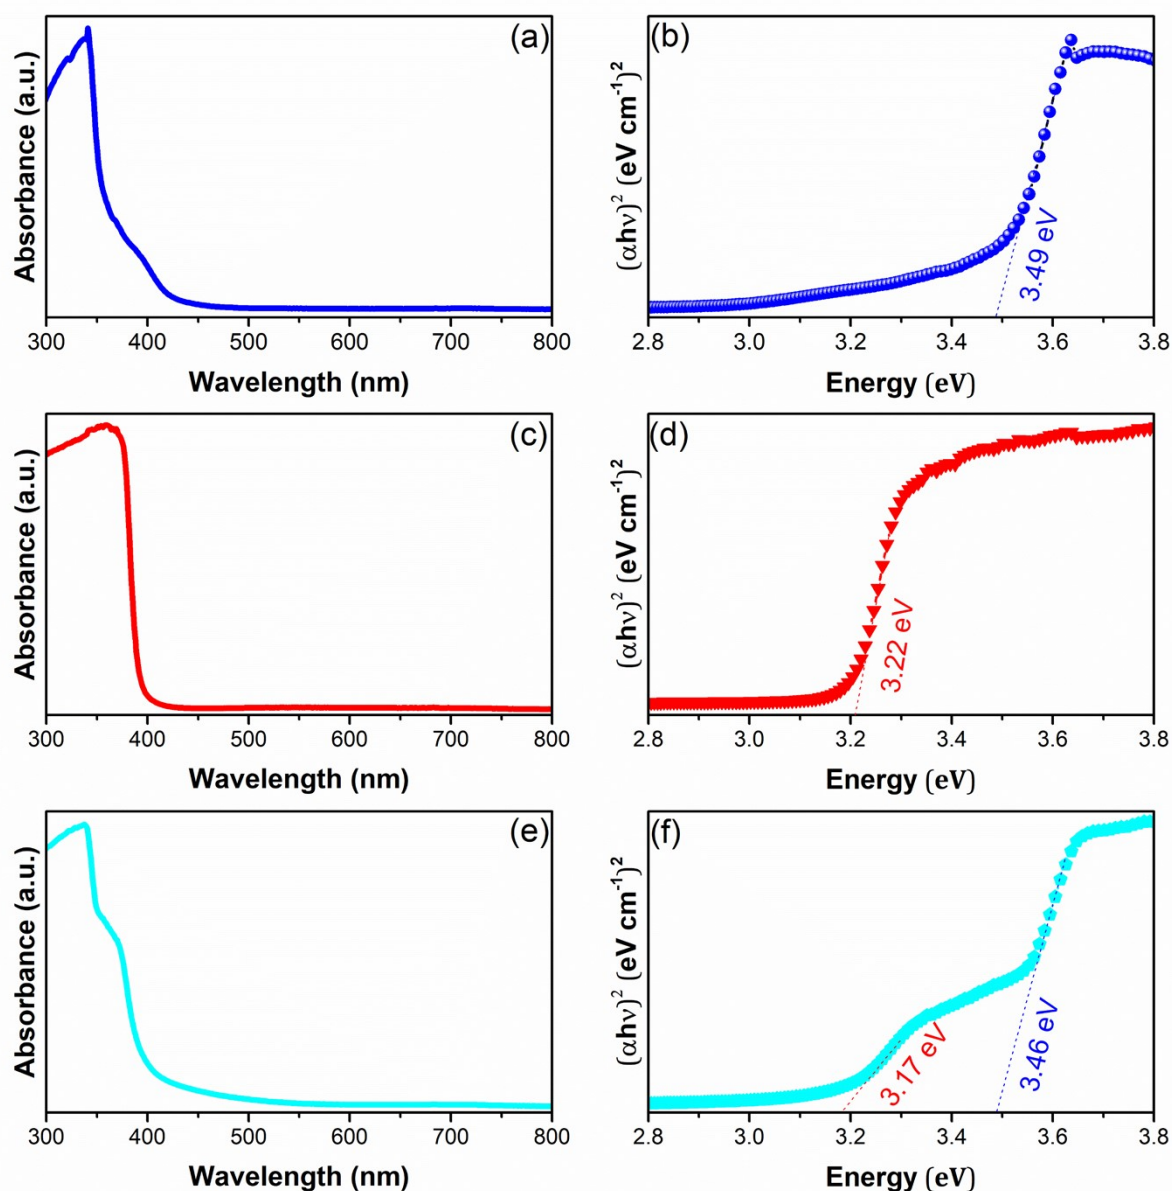 (a)
Absorbance (a.u.)
300 400 500 600 700 800
Wavelength (nm)
(b)
(αhν)² (eV cm⁻¹)²
3.49 eV
2.8 3.0 3.2 3.4 3.6 3.8
Energy (eV)
(c)
Absorbance (a.u.)
300 400 500 600 700 800
Wavelength (nm)
(d)
(αhν)² (eV cm⁻¹)²
3.22 eV
2.8 3.0 3.2 3.4 3.6 3.8
Energy (eV)
(e)
Absorbance (a.u.)
300 400 500 600 700 800
Wavelength (nm)
(f)
(αhν)² (eV cm⁻¹)²
3.17 eV
3.46 eV
2.8 3.0 3.2 3.4 3.6 3.8
Energy (eV)